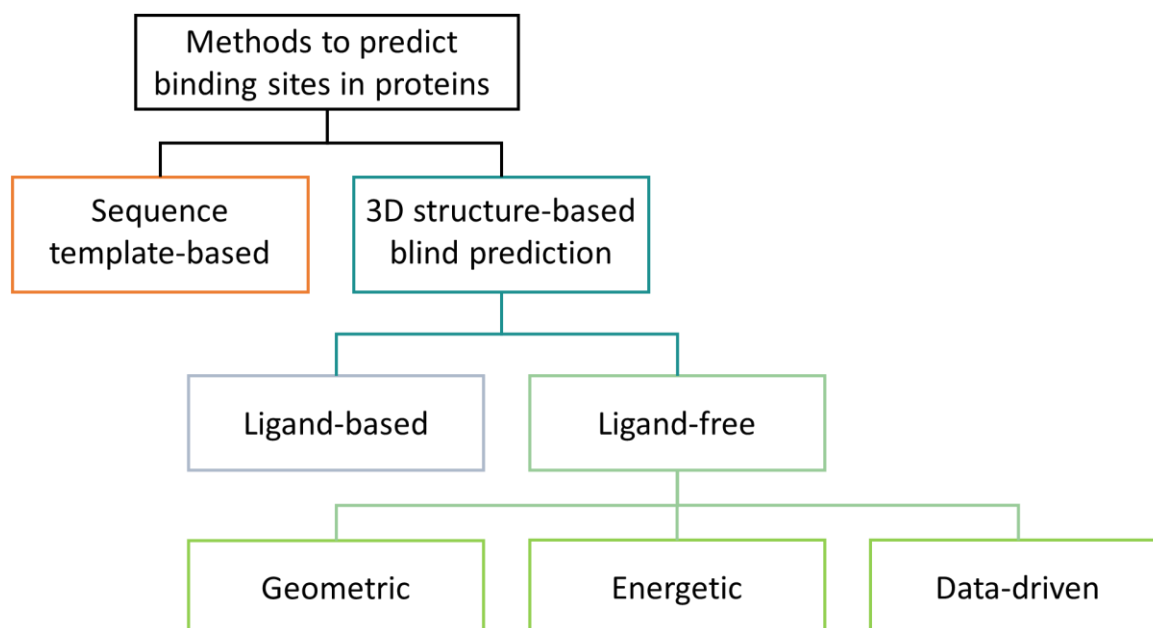 Methods to predict
binding sites in proteins
Sequence
template-based
3D structure-based
blind prediction
Ligand-based
Ligand-free
Geometric
Energetic
Data-driven